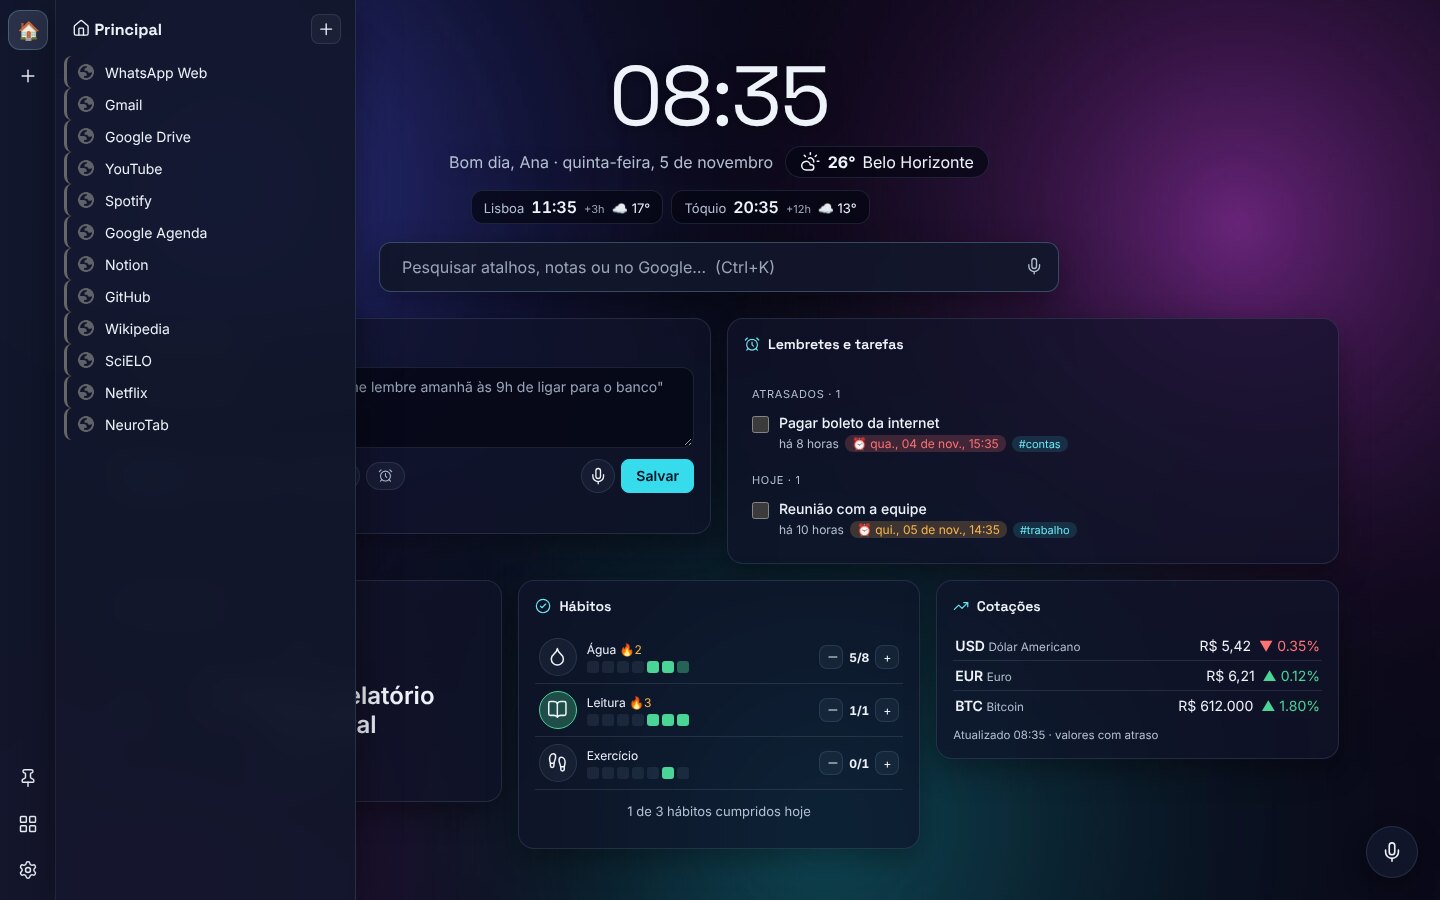 Principal
WhatsApp Web
Gmail
Google Drive
YouTube
Spotify
Google Agenda
Notion
GitHub
Wikipedia
SciELO
Netflix
NeuroTab
08:35
Bom dia, Ana · quinta-feira, 5 de novembro 26° Belo Horizonte
Lisboa 11:35 +3h 17° Tóquio 20:35 +12h 13°
Pesquisar atalhos, notas ou no Google... (Ctrl+K)
lembre amanhã às 9h de ligar para o banco"
Salvar
Lembretes e tarefas
ATRASADOS · 1
Pagar boleto da internet
há 8 horas qua., 04 de nov., 15:35 #contas
HOJE · 1
Reunião com a equipe
há 10 horas qui., 05 de nov., 14:35 #trabalho
elatório
al
Hábitos
Água 🔥2
− 5/8 +
Leitura 🔥3
− 1/1 +
Exercício
− 0/1 +
1 de 3 hábitos cumpridos hoje
Cotações
USD Dólar Americano R$ 5,42 ▼ 0.35%
EUR Euro R$ 6,21 ▲ 0.12%
BTC Bitcoin R$ 612.000 ▲ 1.80%
Atualizado 08:35 · valores com atraso